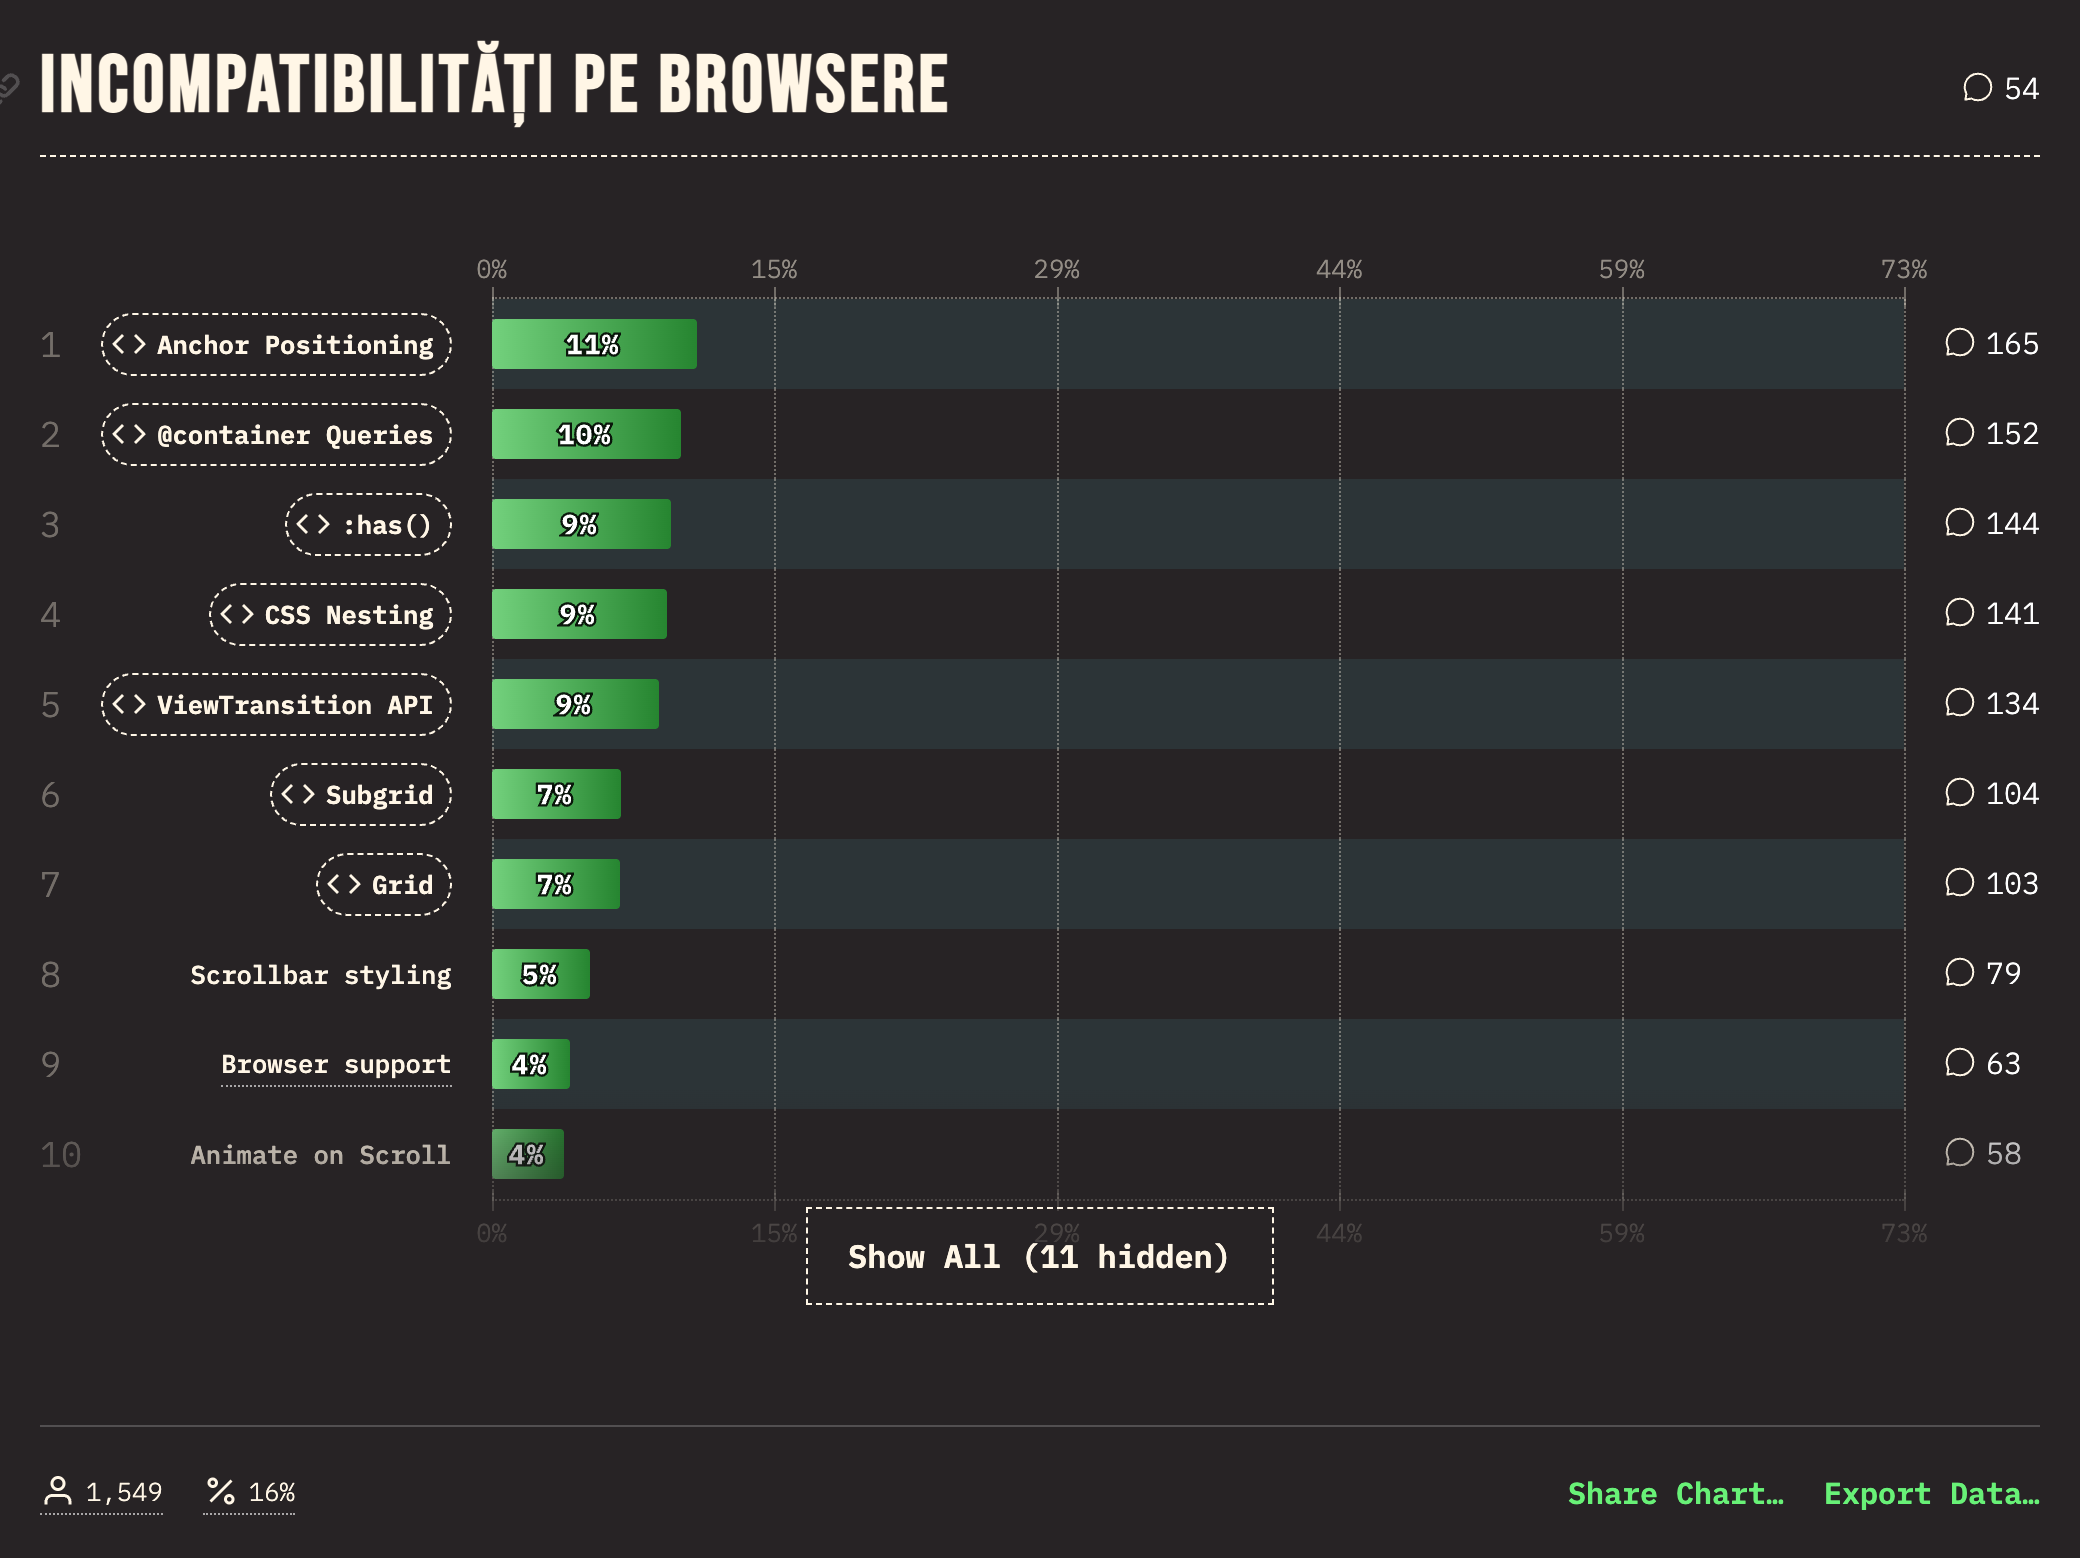 INCOMPATIBILITĂȚI PE BROWSERE
54
0% 15% 29% 44% 59% 73%
1 <> Anchor Positioning 11% 165
2 <> @container Queries 10% 152
3 <> :has() 9% 144
4 <> CSS Nesting 9% 141
5 <> ViewTransition API 9% 134
6 <> Subgrid 7% 104
7 <> Grid 7% 103
8 Scrollbar styling 5% 79
9 Browser support 4% 63
10 Animate on Scroll 4% 58
0% 15% 29% 44% 59% 73%
Show All (11 hidden)
1,549 % 16% Share Chart… Export Data…